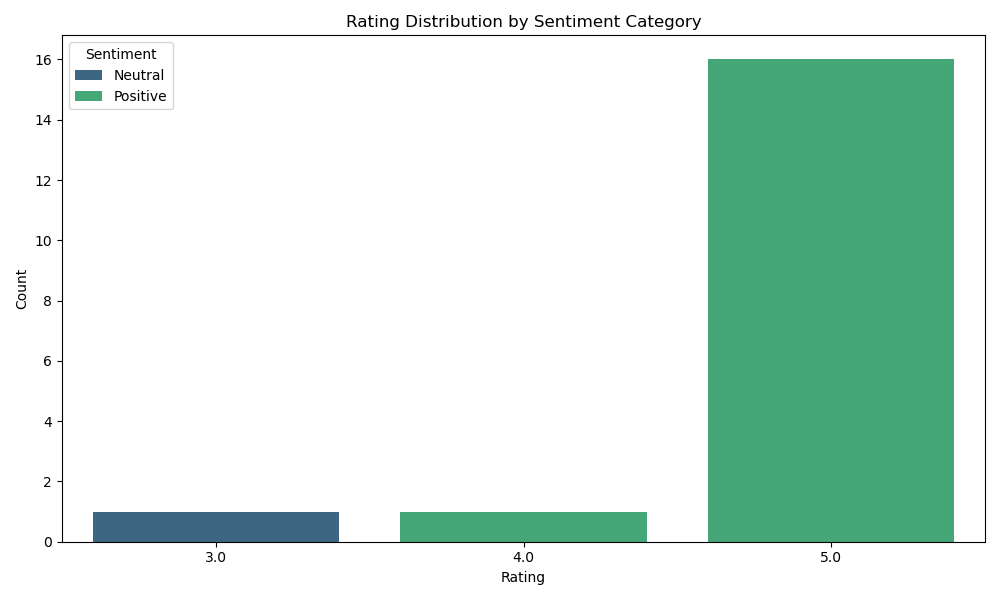 Rating Distribution by Sentiment Category
Sentiment
Neutral
Positive
16
14
12
10
8
6
4
2
0
Count
3.0 4.0 5.0
Rating